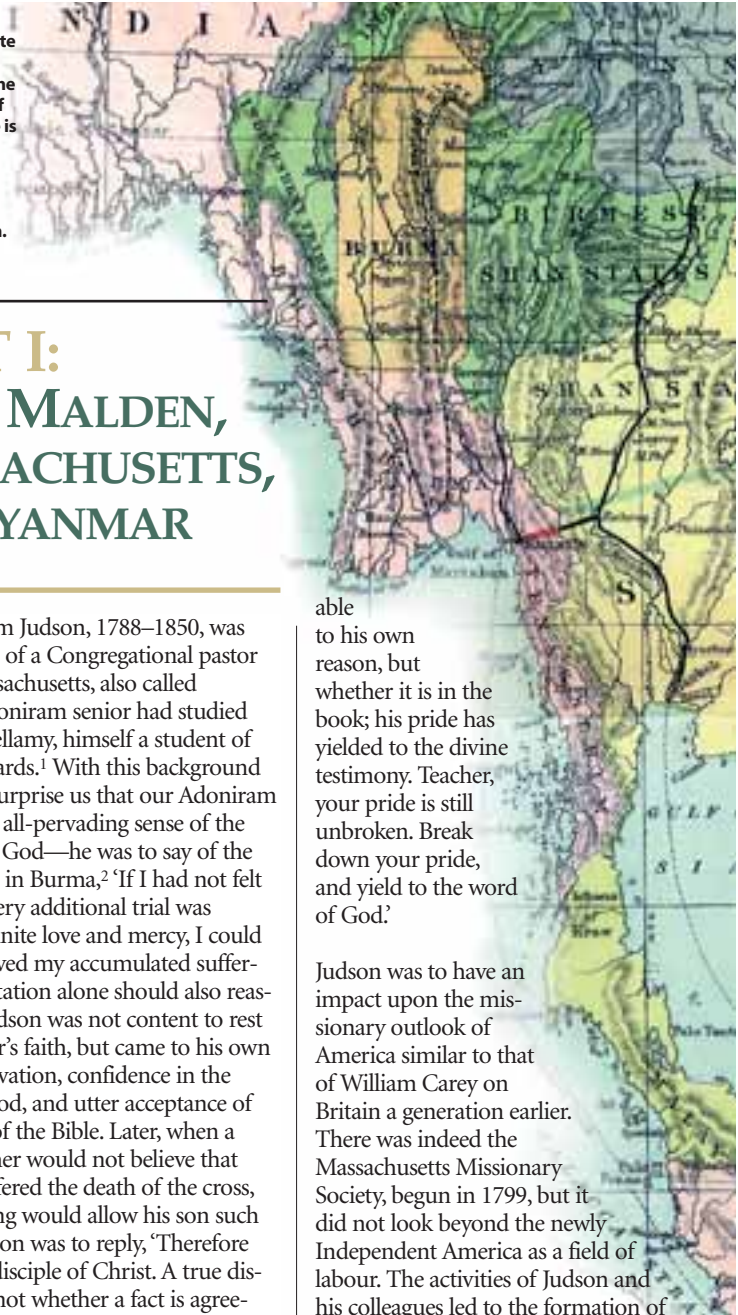 te
ne
f
is
n.
T I:
MALDEN,
ACHUSETTS,
YANMAR
m Judson, 1788–1850, was
of a Congregational pastor
sachusetts, also called
oniram senior had studied
ellamy, himself a student of
ards.¹ With this background
urprise us that our Adoniram
all-pervading sense of the
God—he was to say of the
in Burma,² ‘If I had not felt
ery additional trial was
nite love and mercy, I could
ved my accumulated suffer-
tation alone should also reas-
dson was not content to rest
r’s faith, but came to his own
vation, confidence in the
od, and utter acceptance of
of the Bible. Later, when a
her would not believe that
fered the death of the cross,
ng would allow his son such
on was to reply, ‘Therefore
disciple of Christ. A true dis-
not whether a fact is agree-
able
to his own
reason, but
whether it is in the
book; his pride has
yielded to the divine
testimony. Teacher,
your pride is still
unbroken. Break
down your pride,
and yield to the word
of God.’
Judson was to have an
impact upon the mis-
sionary outlook of
America similar to that
of William Carey on
Britain a generation earlier.
There was indeed the
Massachusetts Missionary
Society, begun in 1799, but it
did not look beyond the newly
Independent America as a field of
labour. The activities of Judson and
his colleagues led to the formation of
I N D I A
BURMA
BURMESE
SHAN STATES
SHAN STA
S
Gulf of
Martaban
Isthmus
of
Kraw
GULF
S I A